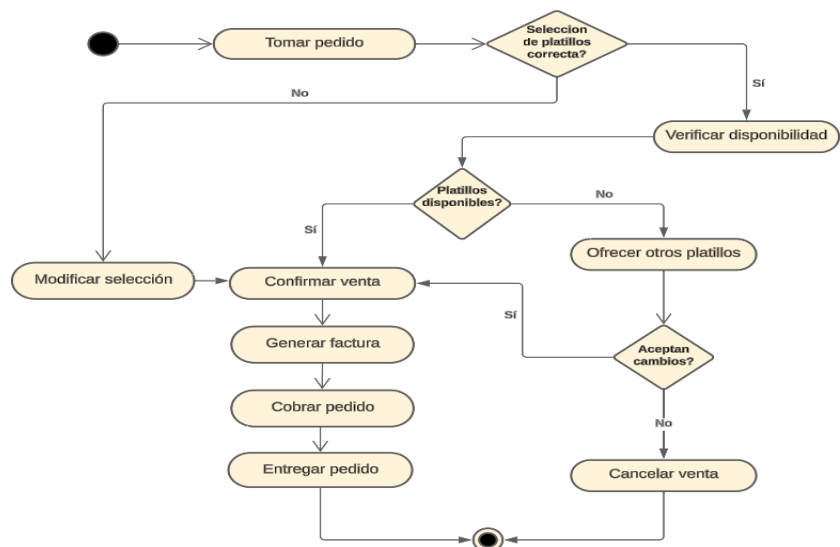 Tomar pedido
Seleccion
de platillos
correcta?
No
Sí
Verificar disponibilidad
Platillos
disponibles?
Sí
No
Ofrecer otros platillos
Modificar selección
Confirmar venta
Sí
Generar factura
Aceptan
cambios?
Cobrar pedido
No
Entregar pedido
Cancelar venta